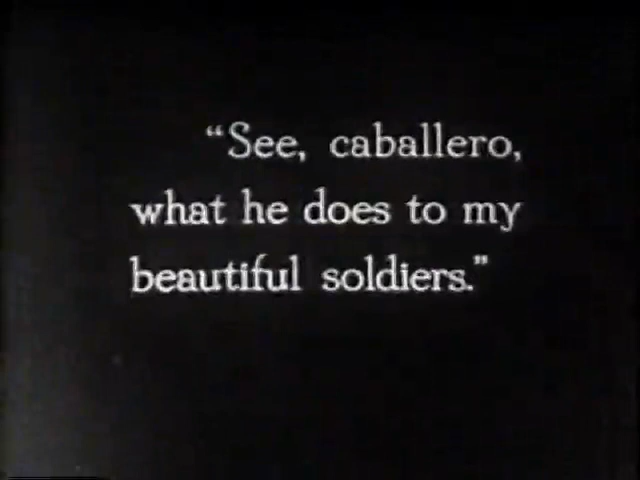 “See, caballero,
what he does to my
beautiful soldiers.”